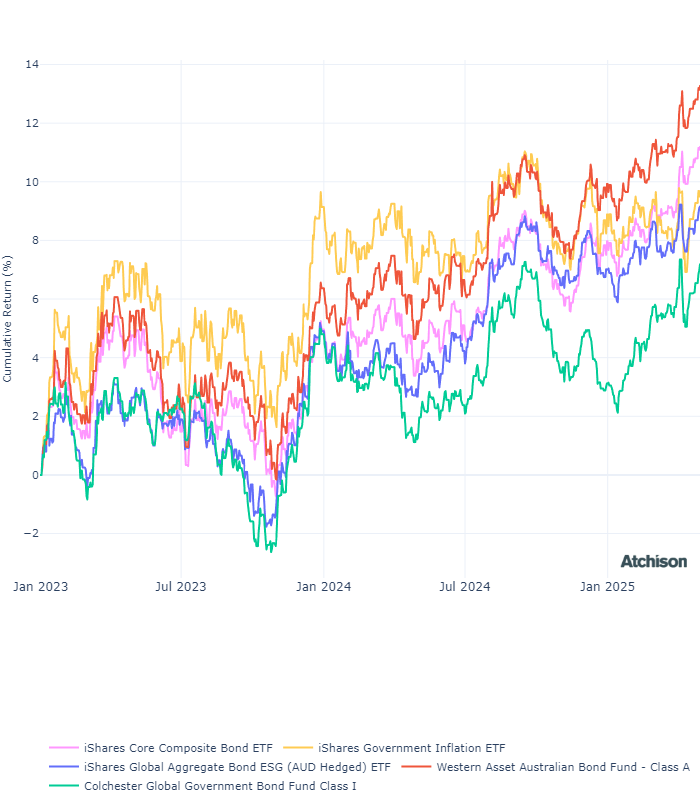 14
12
10
8
6
4
2
0
−2
Cumulative Return (%)
Jan 2023 Jul 2023 Jan 2024 Jul 2024 Jan 2025
Atchison
iShares Core Composite Bond ETF iShares Government Inflation ETF
iShares Global Aggregate Bond ESG (AUD Hedged) ETF Western Asset Australian Bond Fund - Class A
Colchester Global Government Bond Fund Class I